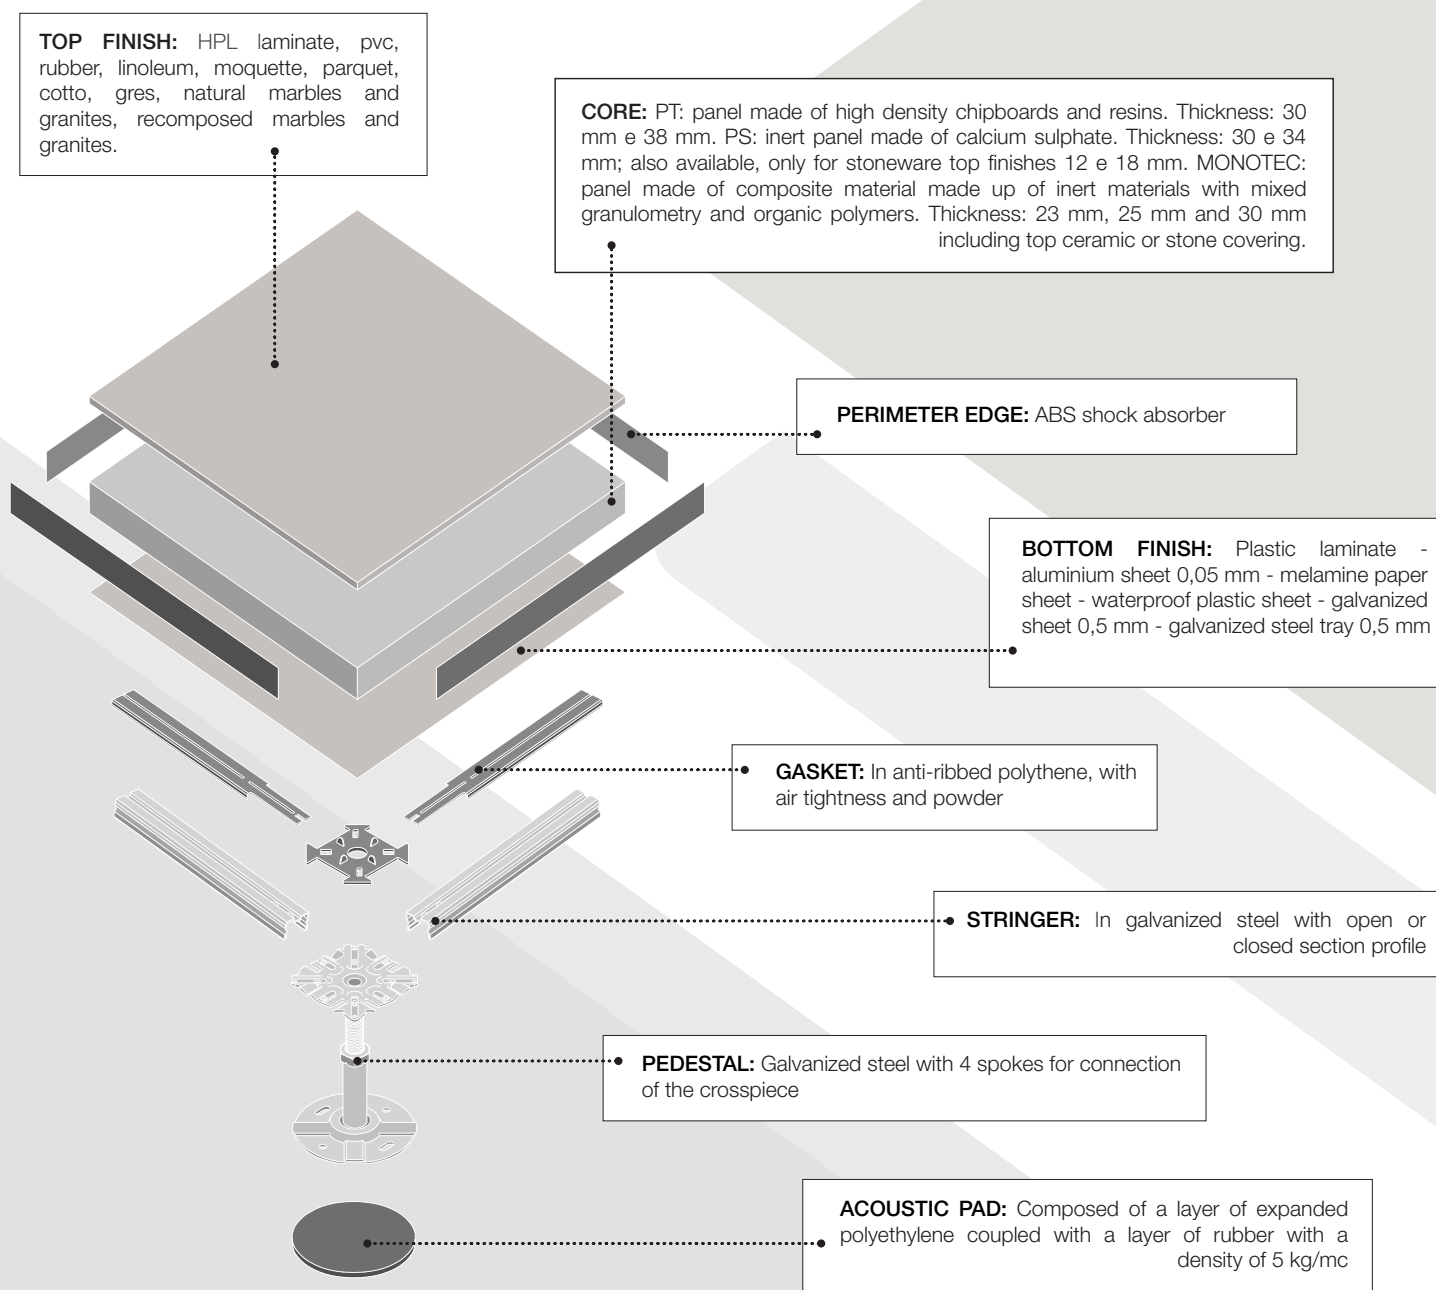 TOP FINISH: HPL laminate, pvc,
rubber, linoleum, moquette, parquet,
cotto, gres, natural marbles and
granites, recomposed marbles and
granites.
CORE: PT: panel made of high density chipboards and resins. Thickness: 30
mm e 38 mm. PS: inert panel made of calcium sulphate. Thickness: 30 e 34
mm; also available, only for stoneware top finishes 12 e 18 mm. MONOTEC:
panel made of composite material made up of inert materials with mixed
granulometry and organic polymers. Thickness: 23 mm, 25 mm and 30 mm
including top ceramic or stone covering.
PERIMETER EDGE: ABS shock absorber
BOTTOM FINISH: Plastic laminate -
aluminium sheet 0,05 mm - melamine paper
sheet - waterproof plastic sheet - galvanized
sheet 0,5 mm - galvanized steel tray 0,5 mm
GASKET: In anti-ribbed polythene, with
air tightness and powder
STRINGER: In galvanized steel with open or
closed section profile
PEDESTAL: Galvanized steel with 4 spokes for connection
of the crosspiece
ACOUSTIC PAD: Composed of a layer of expanded
polyethylene coupled with a layer of rubber with a
density of 5 kg/mc